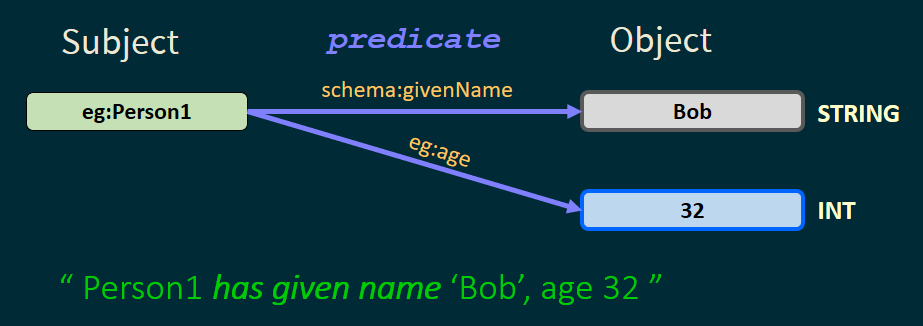 Subject predicate Object
schema:givenName
eg:Person1 Bob STRING
eg:age
32 INT
“ Person1 has given name ‘Bob’, age 32 ”